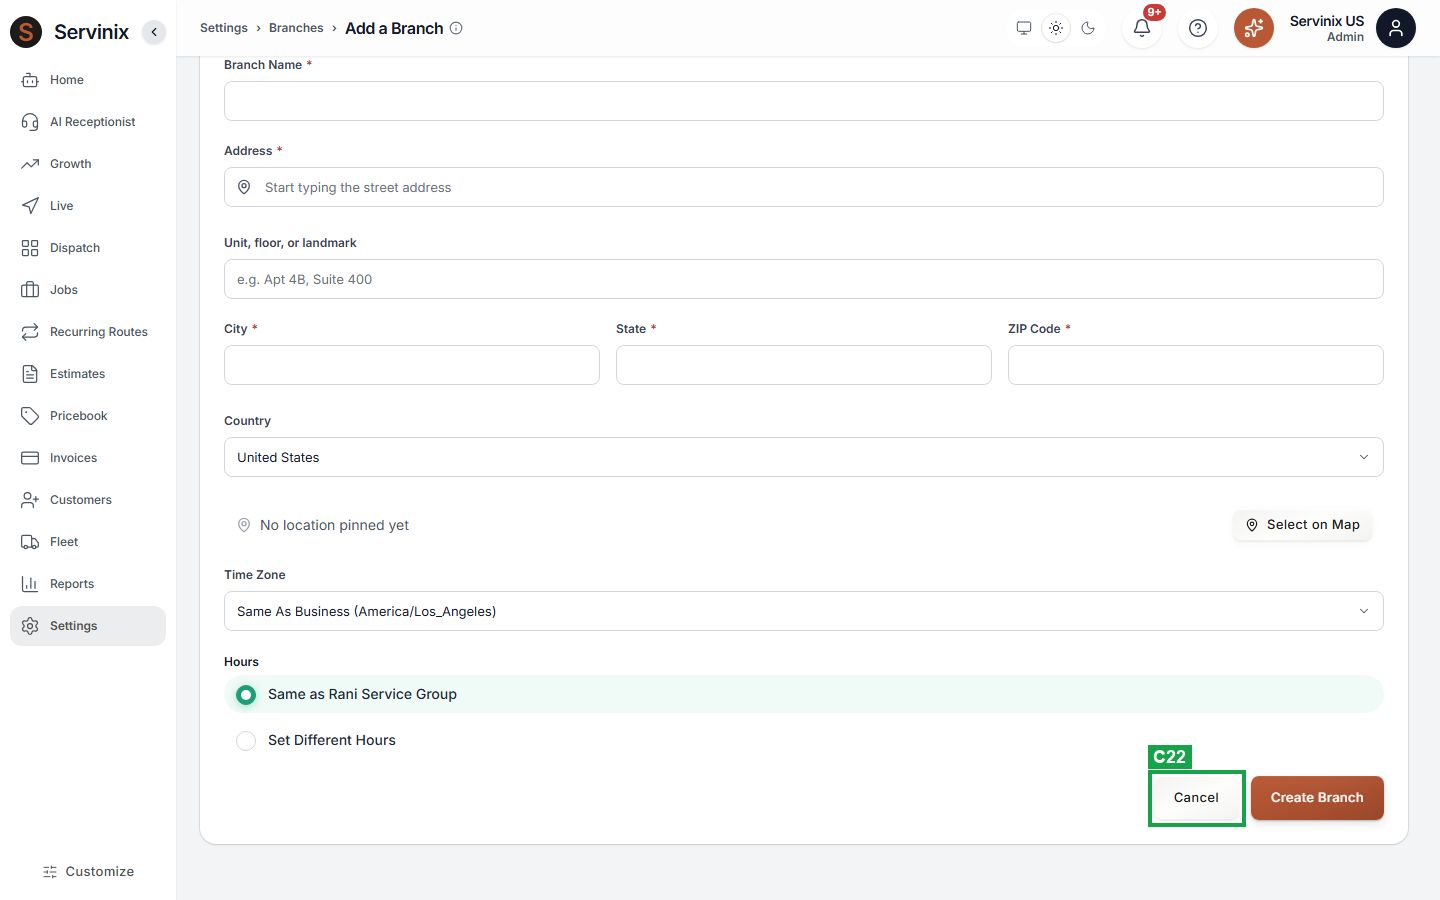 Servinix
Home
AI Receptionist
Growth
Live
Dispatch
Jobs
Recurring Routes
Estimates
Pricebook
Invoices
Customers
Fleet
Reports
Settings
Customize
Settings › Branches › Add a Branch
9+
Servinix US
Admin
Branch Name *
Address *
Start typing the street address
Unit, floor, or landmark
e.g. Apt 4B, Suite 400
City * State * ZIP Code *
Country
United States
No location pinned yet
Select on Map
Time Zone
Same As Business (America/Los_Angeles)
Hours
Same as Rani Service Group
Set Different Hours
C22
Cancel
Create Branch